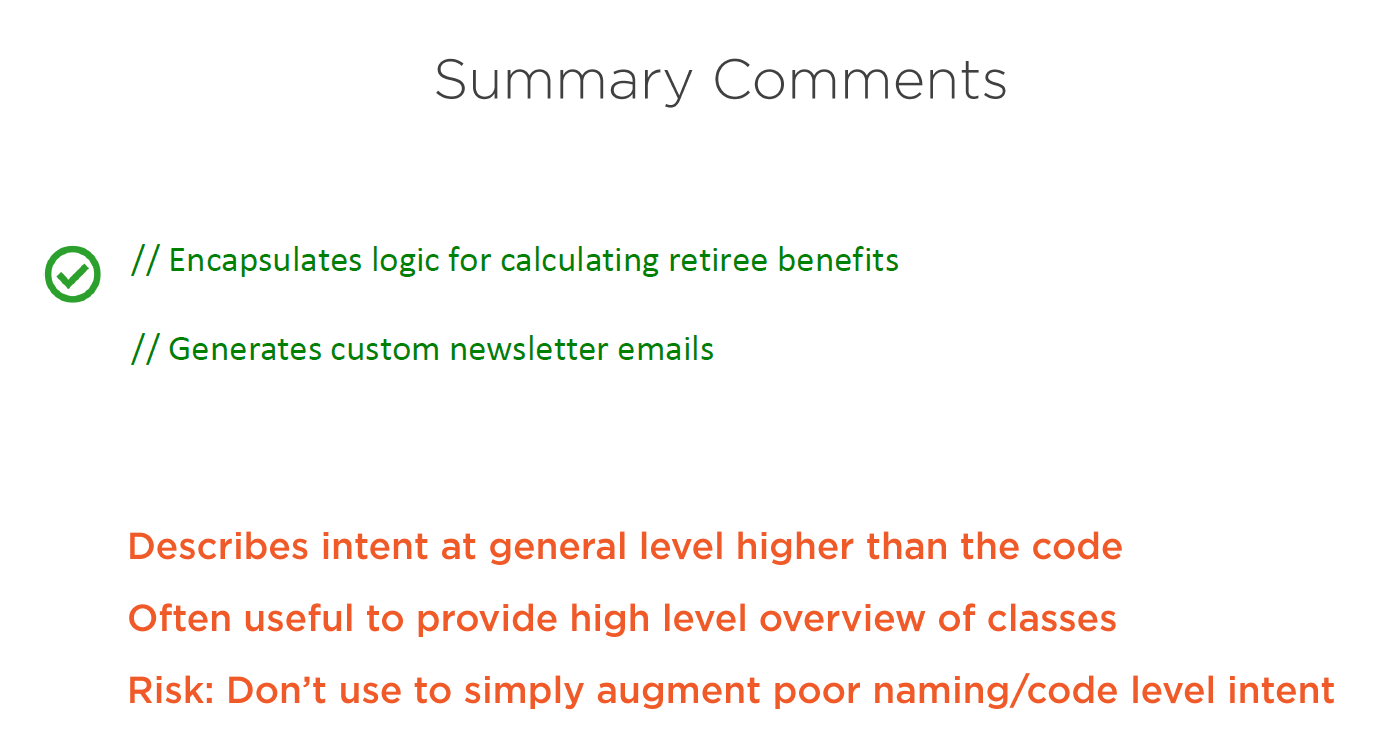 Summary Comments
// Encapsulates logic for calculating retiree benefits
// Generates custom newsletter emails
Describes intent at general level higher than the code
Often useful to provide high level overview of classes
Risk: Don’t use to simply augment poor naming/code level intent